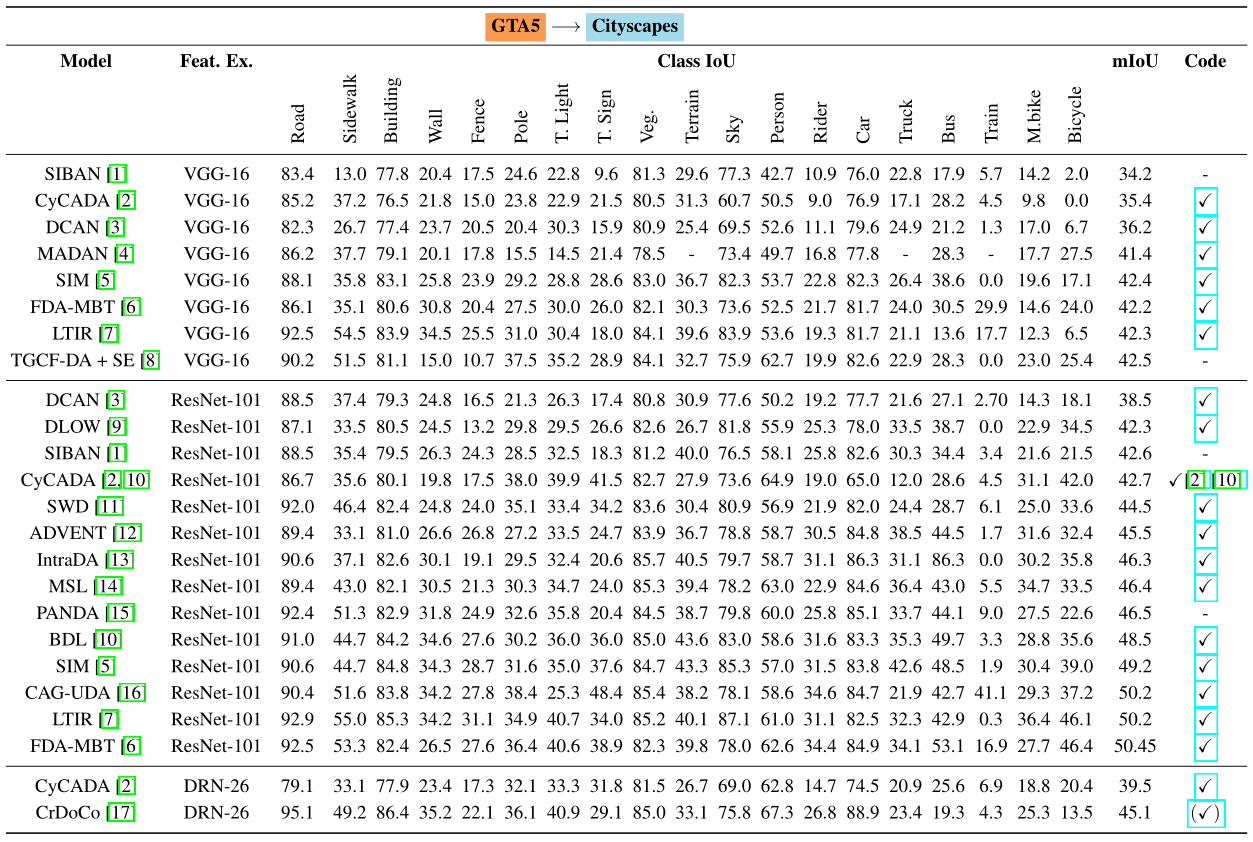 GTA5 → Cityscapes
Model Feat. Ex. Class IoU mIoU Code
Road Sidewalk Building Wall Fence Pole T. Light T. Sign Veg. Terrain Sky Person Rider Car Truck Bus Train M.bike Bicycle
SIBAN [1] VGG-16 83.4 13.0 77.8 20.4 17.5 24.6 22.8 9.6 81.3 29.6 77.3 42.7 10.9 76.0 22.8 17.9 5.7 14.2 2.0 34.2 -
CyCADA [2] VGG-16 85.2 37.2 76.5 21.8 15.0 23.8 22.9 21.5 80.5 31.3 60.7 50.5 9.0 76.9 17.1 28.2 4.5 9.8 0.0 35.4 ✓
DCAN [3] VGG-16 82.3 26.7 77.4 23.7 20.5 20.4 30.3 15.9 80.9 25.4 69.5 52.6 11.1 79.6 24.9 21.2 1.3 17.0 6.7 36.2 ✓
MADAN [4] VGG-16 86.2 37.7 79.1 20.1 17.8 15.5 14.5 21.4 78.5 - 73.4 49.7 16.8 77.8 - 28.3 - 17.7 27.5 41.4 ✓
SIM [5] VGG-16 88.1 35.8 83.1 25.8 23.9 29.2 28.8 28.6 83.0 36.7 82.3 53.7 22.8 82.3 26.4 38.6 0.0 19.6 17.1 42.4 ✓
FDA-MBT [6] VGG-16 86.1 35.1 80.6 30.8 20.4 27.5 30.0 26.0 82.1 30.3 73.6 52.5 21.7 81.7 24.0 30.5 29.9 14.6 24.0 42.2 ✓
LTIR [7] VGG-16 92.5 54.5 83.9 34.5 25.5 31.0 30.4 18.0 84.1 39.6 83.9 53.6 19.3 81.7 21.1 13.6 17.7 12.3 6.5 42.3 ✓
TGCF-DA + SE [8] VGG-16 90.2 51.5 81.1 15.0 10.7 37.5 35.2 28.9 84.1 32.7 75.9 62.7 19.9 82.6 22.9 28.3 0.0 23.0 25.4 42.5 -
DCAN [3] ResNet-101 88.5 37.4 79.3 24.8 16.5 21.3 26.3 17.4 80.8 30.9 77.6 50.2 19.2 77.7 21.6 27.1 2.70 14.3 18.1 38.5 ✓
DLOW [9] ResNet-101 87.1 33.5 80.5 24.5 13.2 29.8 29.5 26.6 82.6 26.7 81.8 55.9 25.3 78.0 33.5 38.7 0.0 22.9 34.5 42.3 ✓
SIBAN [1] ResNet-101 88.5 35.4 79.5 26.3 24.3 28.5 32.5 18.3 81.2 40.0 76.5 58.1 25.8 82.6 30.3 34.4 3.4 21.6 21.5 42.6 -
CyCADA [2, 10] ResNet-101 86.7 35.6 80.1 19.8 17.5 38.0 39.9 41.5 82.7 27.9 73.6 64.9 19.0 65.0 12.0 28.6 4.5 31.1 42.0 42.7 ✓[2] [10]
SWD [11] ResNet-101 92.0 46.4 82.4 24.8 24.0 35.1 33.4 34.2 83.6 30.4 80.9 56.9 21.9 82.0 24.4 28.7 6.1 25.0 33.6 44.5 ✓
ADVENT [12] ResNet-101 89.4 33.1 81.0 26.6 26.8 27.2 33.5 24.7 83.9 36.7 78.8 58.7 30.5 84.8 38.5 44.5 1.7 31.6 32.4 45.5 ✓
IntraDA [13] ResNet-101 90.6 37.1 82.6 30.1 19.1 29.5 32.4 20.6 85.7 40.5 79.7 58.7 31.1 86.3 31.1 86.3 0.0 30.2 35.8 46.3 ✓
MSL [14] ResNet-101 89.4 43.0 82.1 30.5 21.3 30.3 34.7 24.0 85.3 39.4 78.2 63.0 22.9 84.6 36.4 43.0 5.5 34.7 33.5 46.4 ✓
PANDA [15] ResNet-101 92.4 51.3 82.9 31.8 24.9 32.6 35.8 20.4 84.5 38.7 79.8 60.0 25.8 85.1 33.7 44.1 9.0 27.5 22.6 46.5 -
BDL [10] ResNet-101 91.0 44.7 84.2 34.6 27.6 30.2 36.0 36.0 85.0 43.6 83.0 58.6 31.6 83.3 35.3 49.7 3.3 28.8 35.6 48.5 ✓
SIM [5] ResNet-101 90.6 44.7 84.8 34.3 28.7 31.6 35.0 37.6 84.7 43.3 85.3 57.0 31.5 83.8 42.6 48.5 1.9 30.4 39.0 49.2 ✓
CAG-UDA [16] ResNet-101 90.4 51.6 83.8 34.2 27.8 38.4 25.3 48.4 85.4 38.2 78.1 58.6 34.6 84.7 21.9 42.7 41.1 29.3 37.2 50.2 ✓
LTIR [7] ResNet-101 92.9 55.0 85.3 34.2 31.1 34.9 40.7 34.0 85.2 40.1 87.1 61.0 31.1 82.5 32.3 42.9 0.3 36.4 46.1 50.2 ✓
FDA-MBT [6] ResNet-101 92.5 53.3 82.4 26.5 27.6 36.4 40.6 38.9 82.3 39.8 78.0 62.6 34.4 84.9 34.1 53.1 16.9 27.7 46.4 50.45 ✓
CyCADA [2] DRN-26 79.1 33.1 77.9 23.4 17.3 32.1 33.3 31.8 81.5 26.7 69.0 62.8 14.7 74.5 20.9 25.6 6.9 18.8 20.4 39.5 ✓
CrDoCo [17] DRN-26 95.1 49.2 86.4 35.2 22.1 36.1 40.9 29.1 85.0 33.1 75.8 67.3 26.8 88.9 23.4 19.3 4.3 25.3 13.5 45.1 (✓)